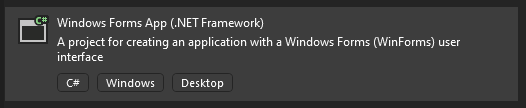 C#
Windows Forms App (.NET Framework)
A project for creating an application with a Windows Forms (WinForms) user
interface
C# Windows Desktop